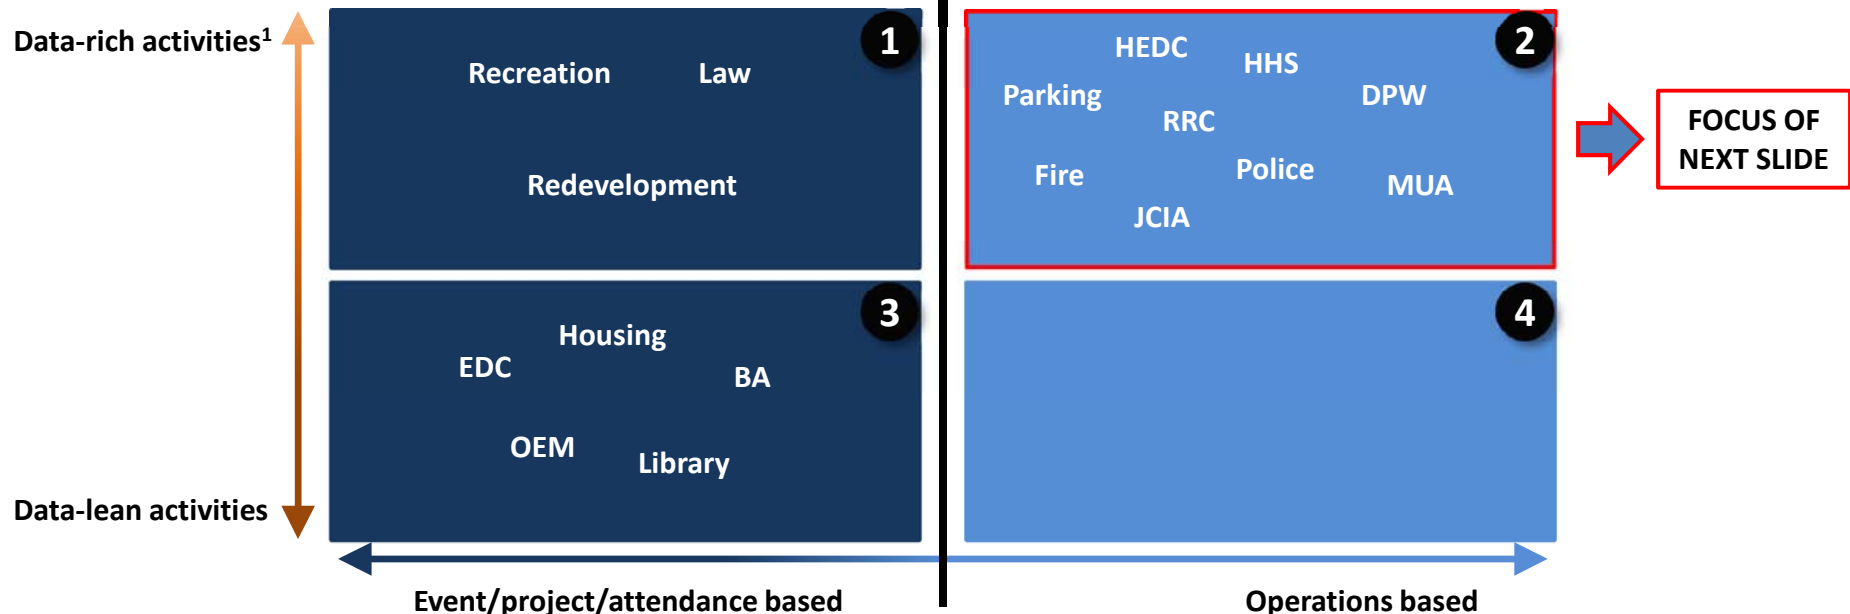 Data-rich activities¹
1
Recreation Law
Redevelopment
2
HEDC
HHS
Parking
DPW
RRC
Police
Fire
MUA
JCIA
FOCUS OF
NEXT SLIDE
3
Housing
EDC
BA
OEM
Library
4
Data-lean activities
Event/project/attendance based
Operations based